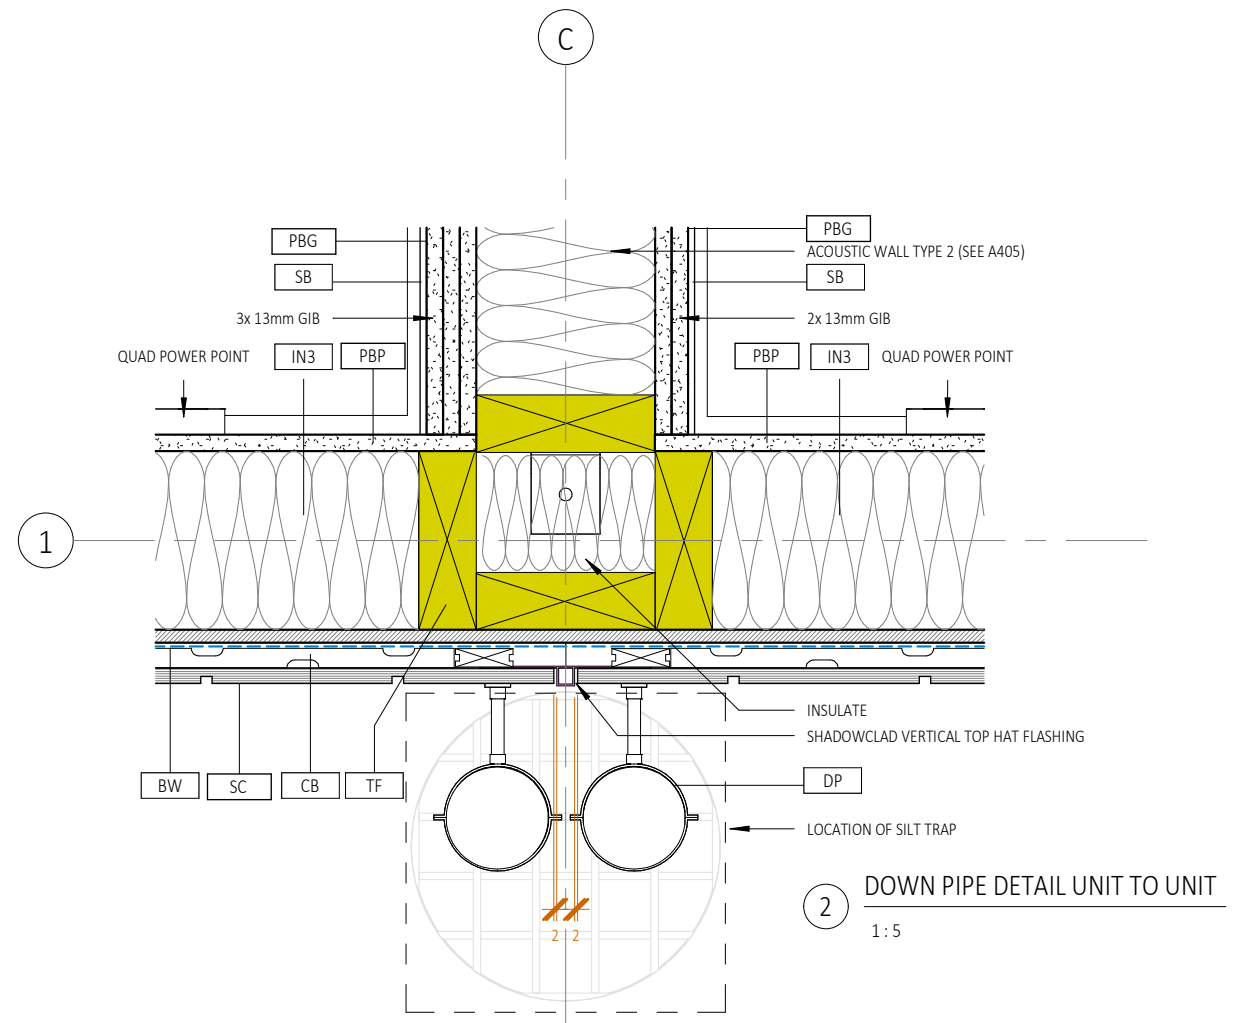 C
PBG
PBG
ACOUSTIC WALL TYPE 2 (SEE A405)
SB
SB
3x 13mm GIB
2x 13mm GIB
QUAD POWER POINT
IN3
PBP
PBP
IN3
QUAD POWER POINT
1
INSULATE
SHADOWCLAD VERTICAL TOP HAT FLASHING
BW
SC
CB
TF
DP
LOCATION OF SILT TRAP
2
DOWN PIPE DETAIL UNIT TO UNIT
1 : 5
2
2